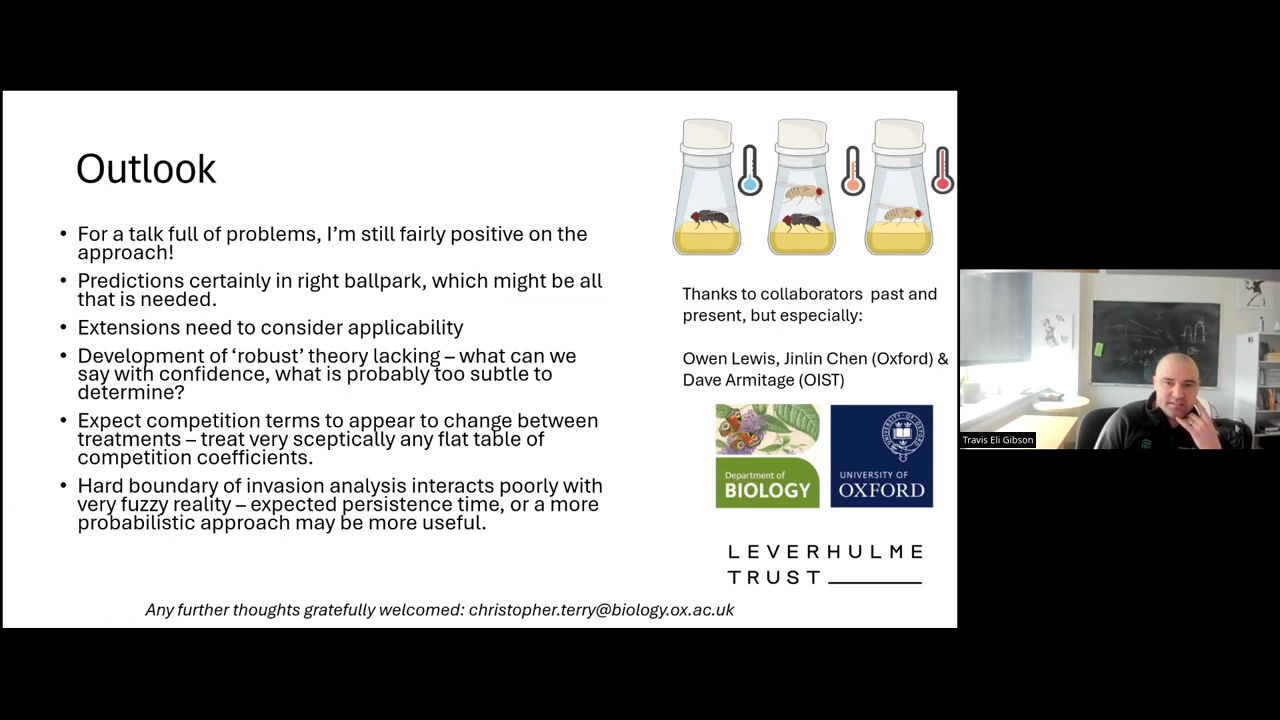 Outlook
• For a talk full of problems, I'm still fairly positive on the
approach!
• Predictions certainly in right ballpark, which might be all
that is needed.
• Extensions need to consider applicability
• Development of 'robust' theory lacking – what can we
say with confidence, what is probably too subtle to
determine?
• Expect competition terms to appear to change between
treatments – treat very sceptically any flat table of
competition coefficients.
• Hard boundary of invasion analysis interacts poorly with
very fuzzy reality – expected persistence time, or a more
probabilistic approach may be more useful.
Any further thoughts gratefully welcomed: christopher.terry@biology.ox.ac.uk
Thanks to collaborators past and
present, but especially:
Owen Lewis, Jinlin Chen (Oxford) &
Dave Armitage (OIST)
Department of
BIOLOGY
UNIVERSITY OF
OXFORD
LEVERHULME
TRUST
Travis Eli Gibson